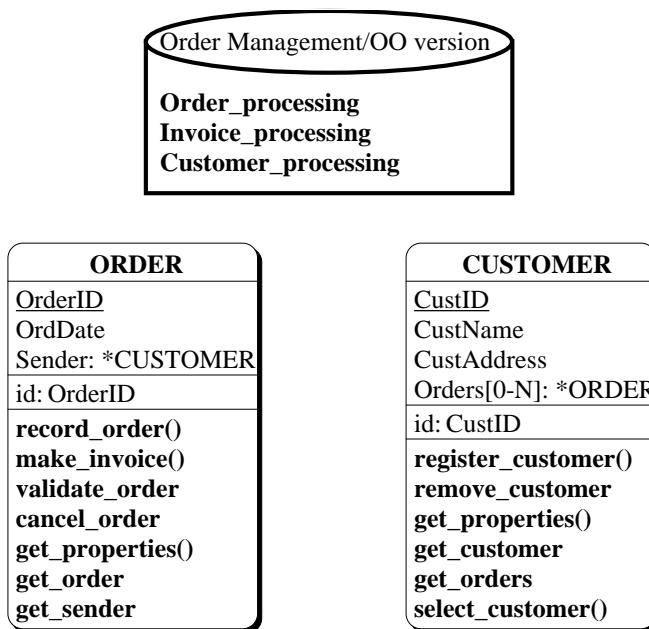 Order Management/OO version
Order_processing
Invoice_processing
Customer_processing
ORDER
OrderID
OrdDate
Sender: *CUSTOMER
id: OrderID
record_order()
make_invoice()
validate_order
cancel_order
get_properties()
get_order
get_sender
CUSTOMER
CustID
CustName
CustAddress
Orders[0-N]: *ORDER
id: CustID
register_customer()
remove_customer
get_properties()
get_customer
get_orders
select_customer()